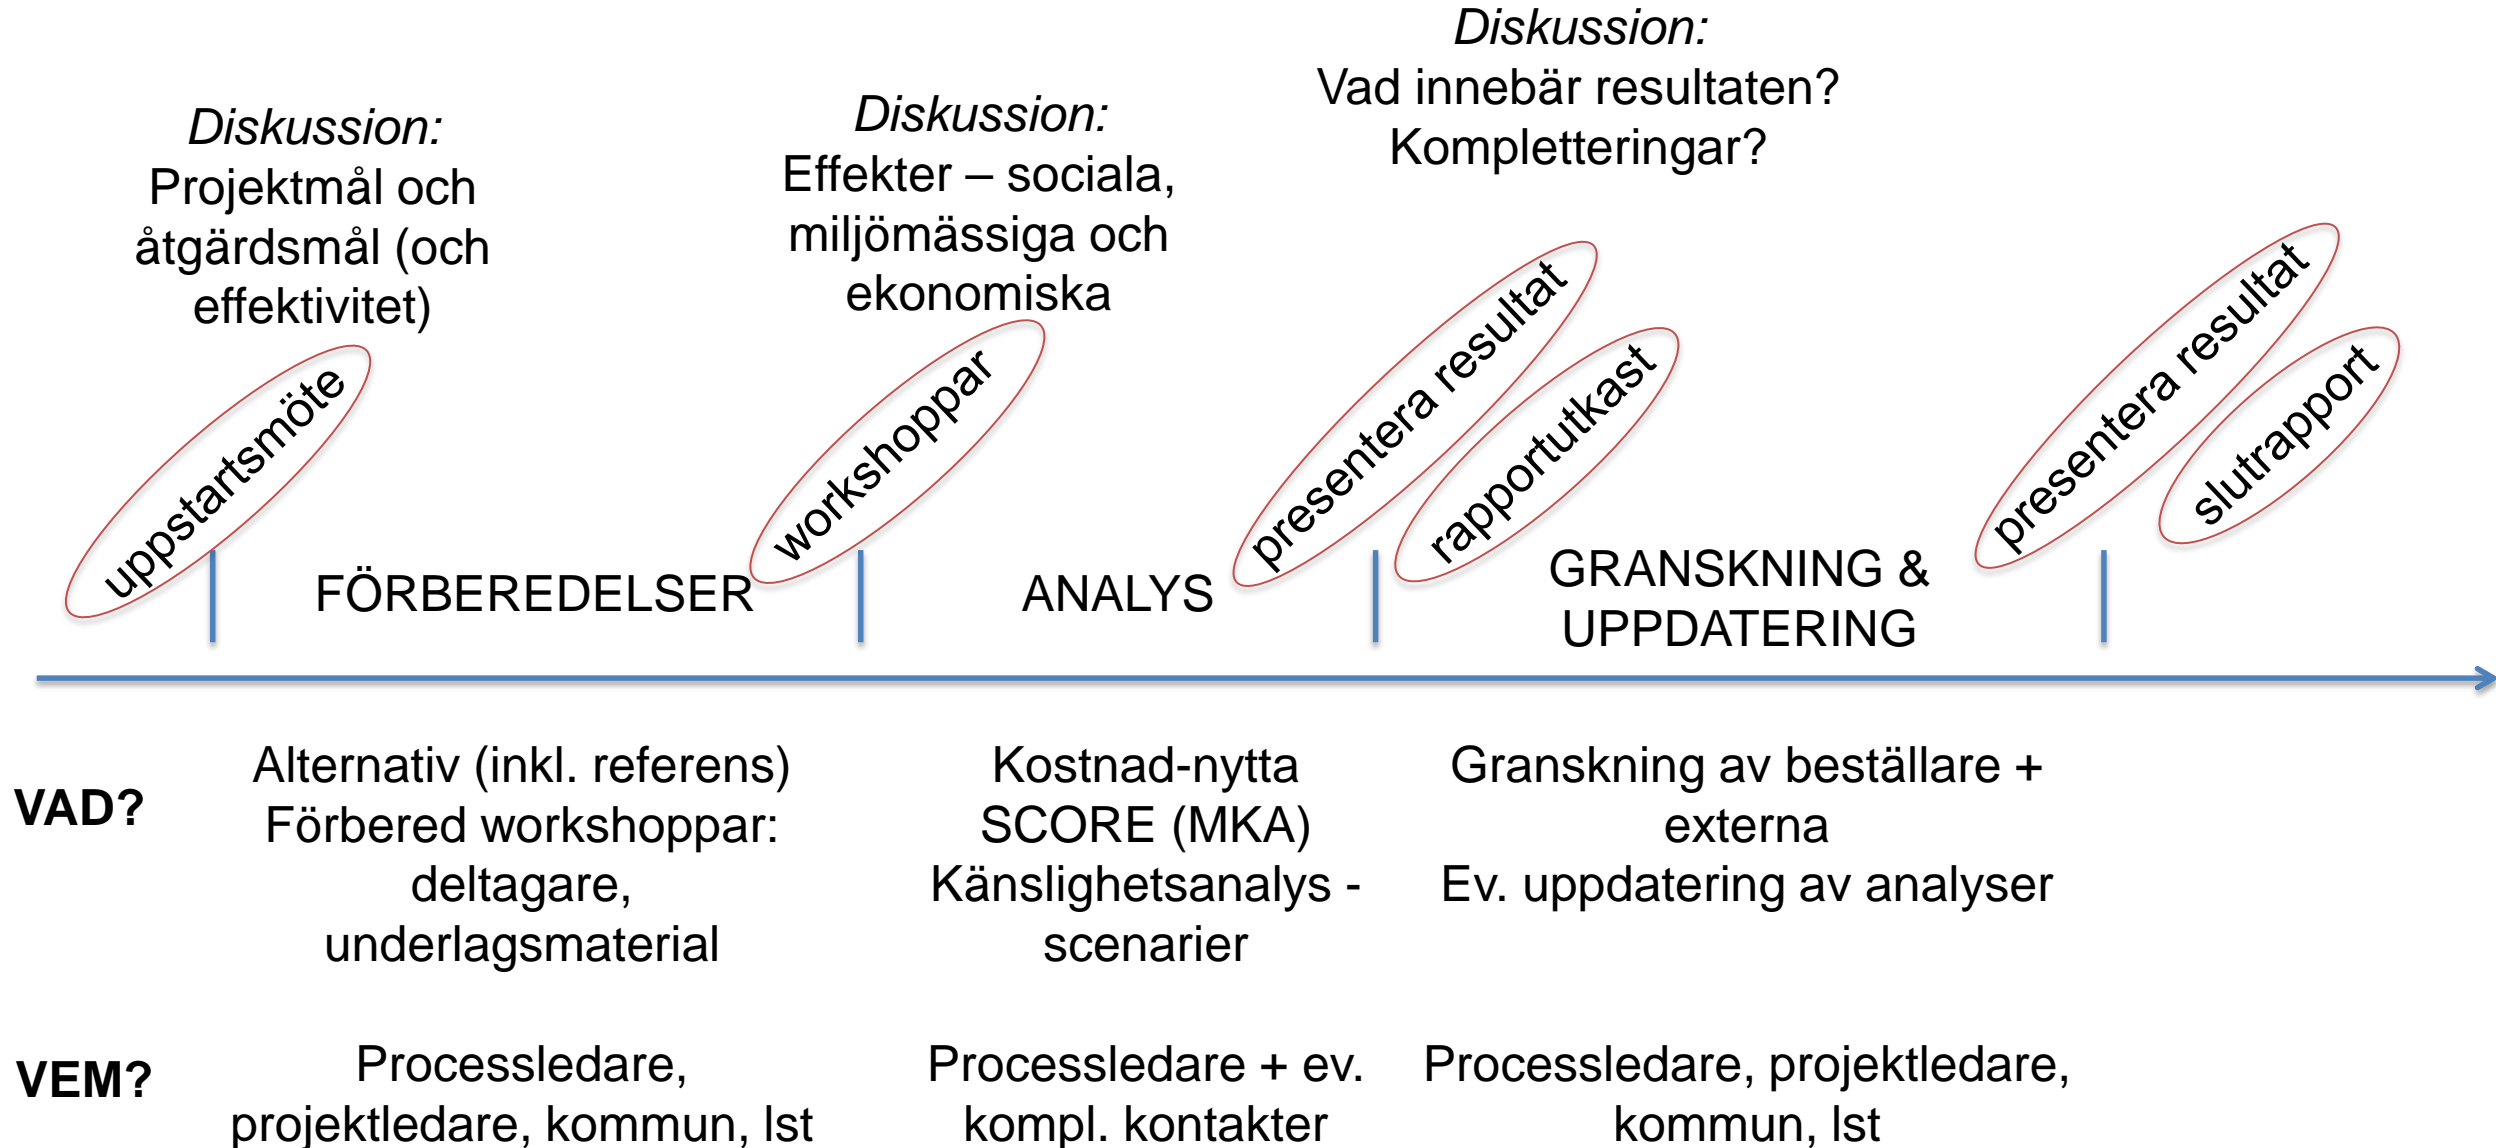 Diskussion:
Projektmål och
åtgärdsmål (och
effektivitet)
Diskussion:
Effekter – sociala,
miljömässiga och
ekonomiska
Diskussion:
Vad innebär resultaten?
Kompletteringar?
uppstartsmöte
workshoppar
presentera resultat
rapportutkast
presentera resultat
slutrapport
FÖRBEREDELSER
ANALYS
GRANSKNING &
UPPDATERING
VAD?
Alternativ (inkl. referens)
Förbered workshoppar:
deltagare,
underlagsmaterial
Kostnad-nytta
SCORE (MKA)
Känslighetsanalys -
scenarier
Granskning av beställare +
externa
Ev. uppdatering av analyser
VEM?
Processledare,
projektledare, kommun, lst
Processledare + ev.
kompl. kontakter
Processledare, projektledare,
kommun, lst